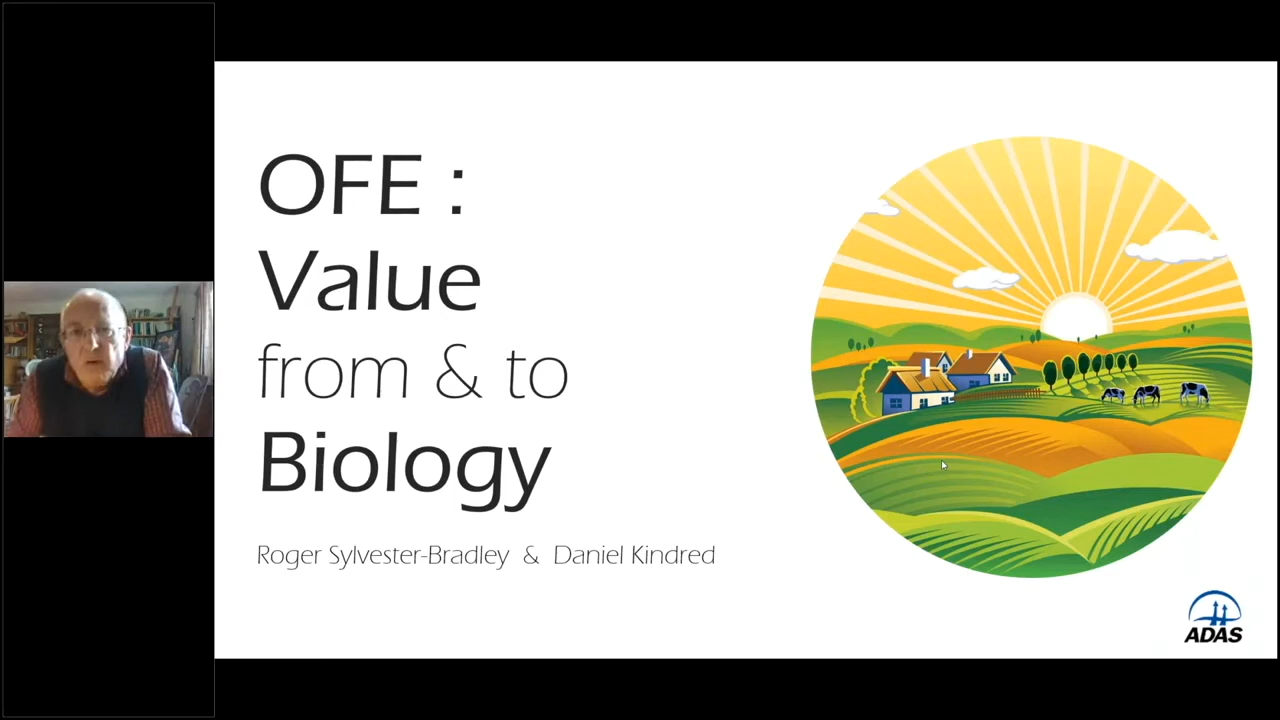 OFE :
Value
from & to
Biology
Roger Sylvester-Bradley & Daniel Kindred
ADAS